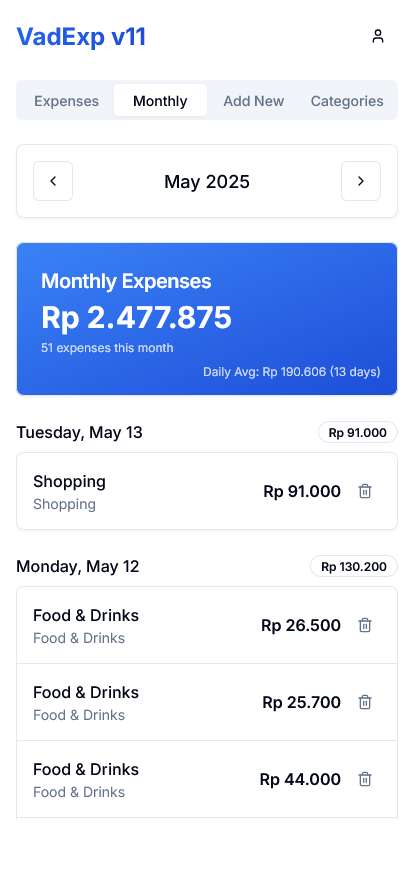 VadExp v11
Expenses Monthly Add New Categories
May 2025
Monthly Expenses
Rp 2.477.875
51 expenses this month
Daily Avg: Rp 190.606 (13 days)
Tuesday, May 13 Rp 91.000
Shopping
Shopping
Rp 91.000
Monday, May 12 Rp 130.200
Food & Drinks
Food & Drinks
Rp 26.500
Food & Drinks
Food & Drinks
Rp 25.700
Food & Drinks
Food & Drinks
Rp 44.000